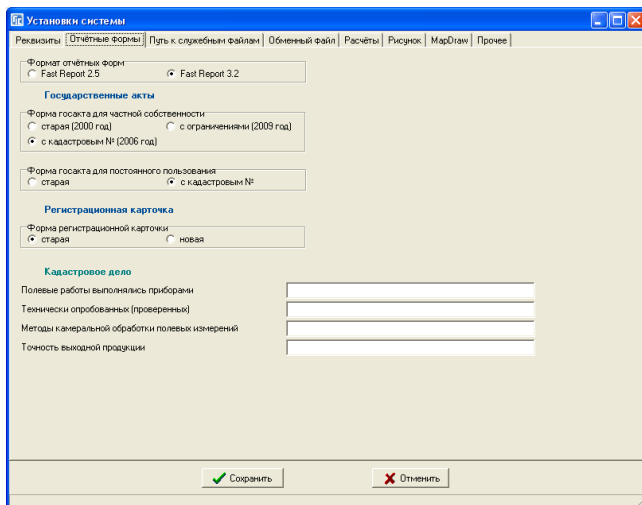 Установки системы
Реквизиты Отчётные формы Путь к служебным файлам Обменный файл Расчёты Рисунок MapDraw Прочее
Формат отчётных форм
Fast Report 2.5 Fast Report 3.2
Государственные акты
Форма госакта для частной собственности
старая (2000 год) с ограничениями (2009 год)
с кадастровым № (2006 год)
Форма госакта для постоянного пользования
старая с кадастровым №
Регистрационная карточка
Форма регистрационной карточки
старая новая
Кадастровое дело
Полевые работы выполнялись приборами
Технически опробованных (проверенных)
Методы камеральной обработки полевых измерений
Точность выходной продукции
Сохранить Отменить